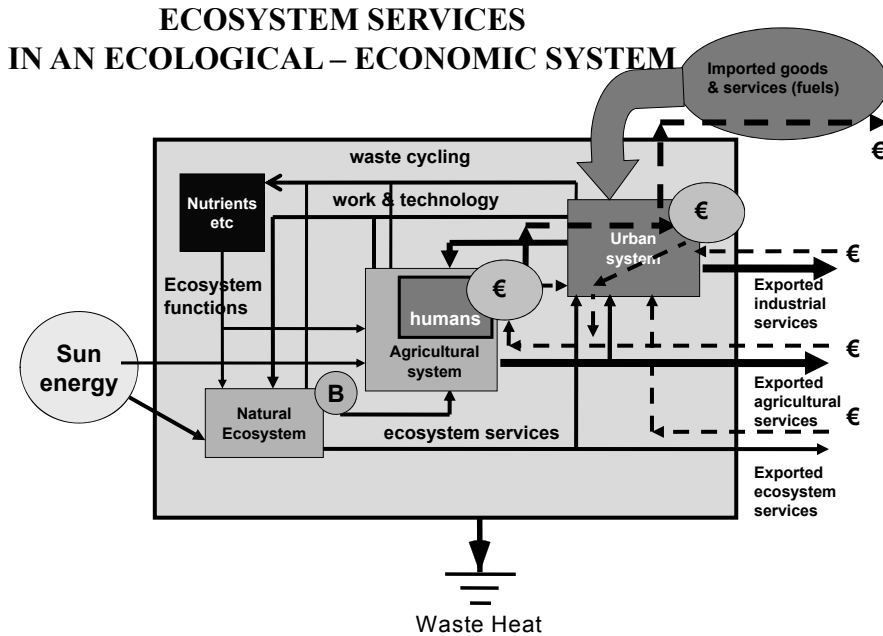 ECOSYSTEM SERVICES
IN AN ECOLOGICAL – ECONOMIC SYSTEM
Imported goods
& services (fuels)
€
waste cycling
Nutrients
etc
work & technology
€
Urban
system
€
Exported
industrial
services
Ecosystem
functions
€
humans
Agricultural
system
€
Sun
energy
Exported
agricultural
services
€
B
Natural
Ecosystem
ecosystem services
Exported
ecosystem
services
Waste Heat